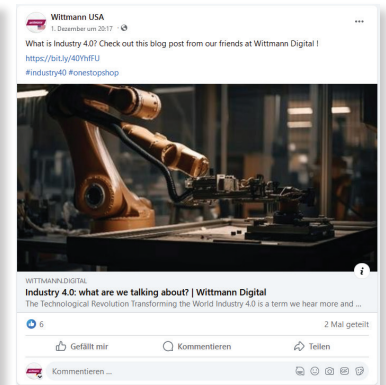 Wittmann USA
1. Dezember um 20:17 ·
What is Industry 4.0? Check out this blog post from our friends at Wittmann Digital !
https://bit.ly/40YhfFU
#industry40 #onestopshop
WITTMANN.DIGITAL
Industry 4.0: what are we talking about? | Wittmann Digital
The Technological Revolution Transforming the World Industry 4.0 is a term we hear more and ...
6
2 Mal geteilt
Gefällt mir
Kommentieren
Teilen
Kommentieren ...
GIF